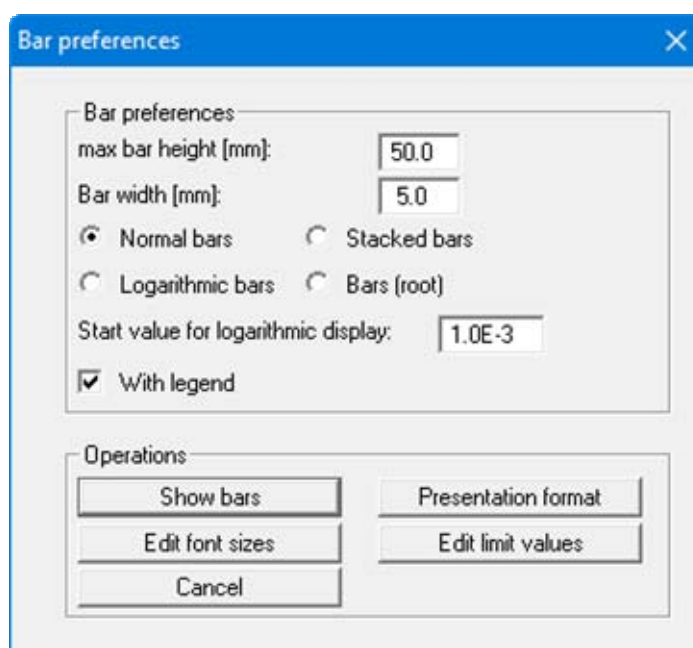 Bar preferences
Bar preferences
max bar height [mm]: 50.0
Bar width [mm]: 5.0
Normal bars Stacked bars
Logarithmic bars Bars (root)
Start value for logarithmic display: 1.0E-3
With legend
Operations
Show bars Presentation format
Edit font sizes Edit limit values
Cancel